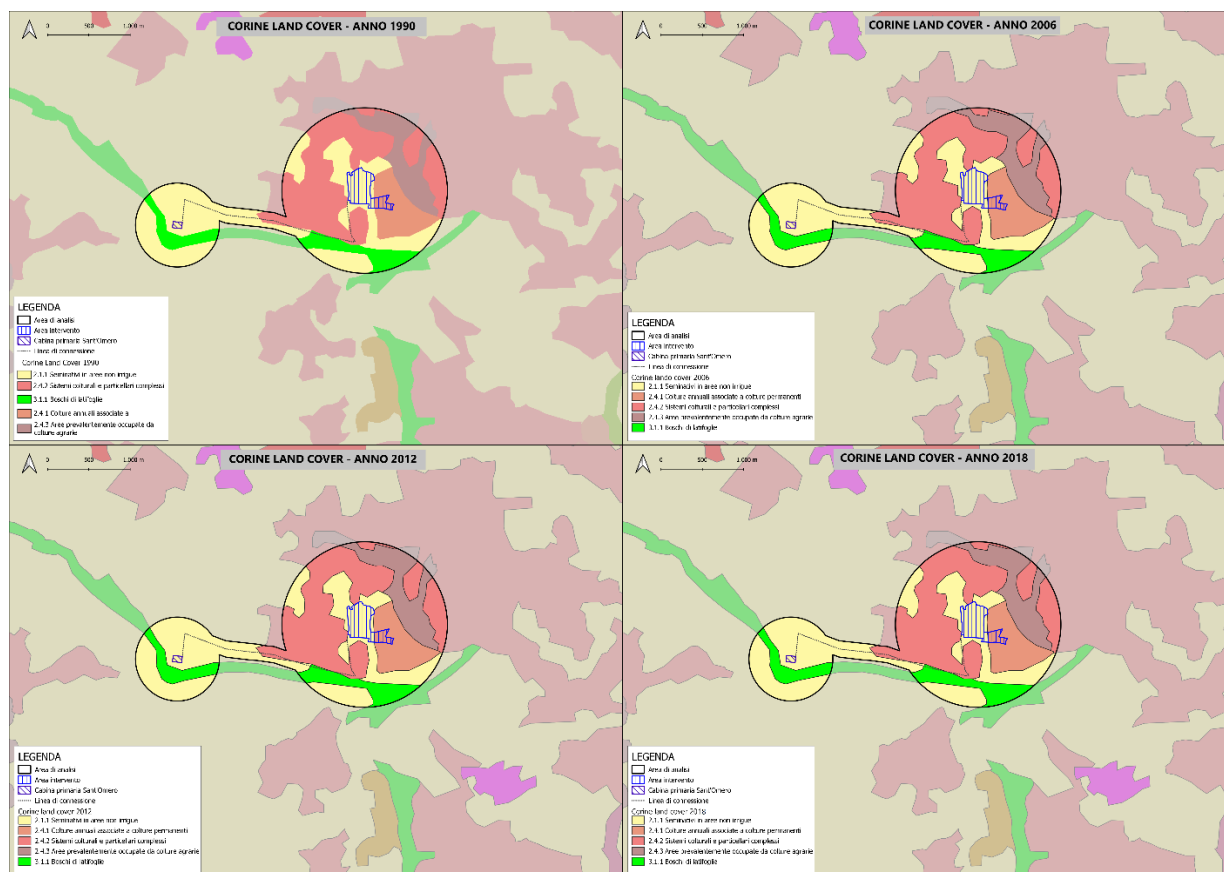 CORINE LAND COVER - ANNO 1990
0 500 1.000 m
LEGENDA
Area di analisi
Area intervento
Cabina primaria Sant'Omero
Linea di connessione
Corine Land Cover 1990
2.1.1 Seminativi in aree non irrigue
2.4.2 Sistemi colturali e particellari complessi
3.1.1 Boschi di latifoglie
2.4.1 Colture annuali associate a
2.4.3 Aree prevalentemente occupate da
colture agrarie
CORINE LAND COVER - ANNO 2006
0 500 1.000 m
LEGENDA
Area di analisi
Area intervento
Cabina primaria Sant'Omero
Linea di connessione
Corine lando cover 2006
2.1.1 Seminativi in aree non irrigue
2.4.1 Colture annuali associate a colture permanenti
2.4.2 Sistemi colturali e particellari complessi
2.4.3 Aree prevalentemente occupate da colture agrarie
3.1.1 Boschi di latifoglie
CORINE LAND COVER - ANNO 2012
0 500 1.000 m
LEGENDA
Area di analisi
Area intervento
Cabina primaria Sant'Omero
Linea di connessione
Corine land cover 2012
2.1.1 Seminativi in aree non irrigue
2.4.1 Colture annuali associate a colture permanenti
2.4.2 Sistemi colturali e particellari complessi
2.4.3 Aree prevalentemente occupate da colture agrarie
3.1.1 Boschi di latifoglie
CORINE LAND COVER - ANNO 2018
0 500 1.000 m
LEGENDA
Area di analisi
Area intervento
Cabina primaria Sant'Omero
Linea di connessione
Corine land cover 2018
2.1.1 Seminativi in aree non irrigue
2.4.1 Colture annuali associate a colture permanenti
2.4.2 Sistemi colturali e particellari complessi
2.4.3 Aree prevalentemente occupate da colture agrarie
3.1.1 Boschi di latifoglie